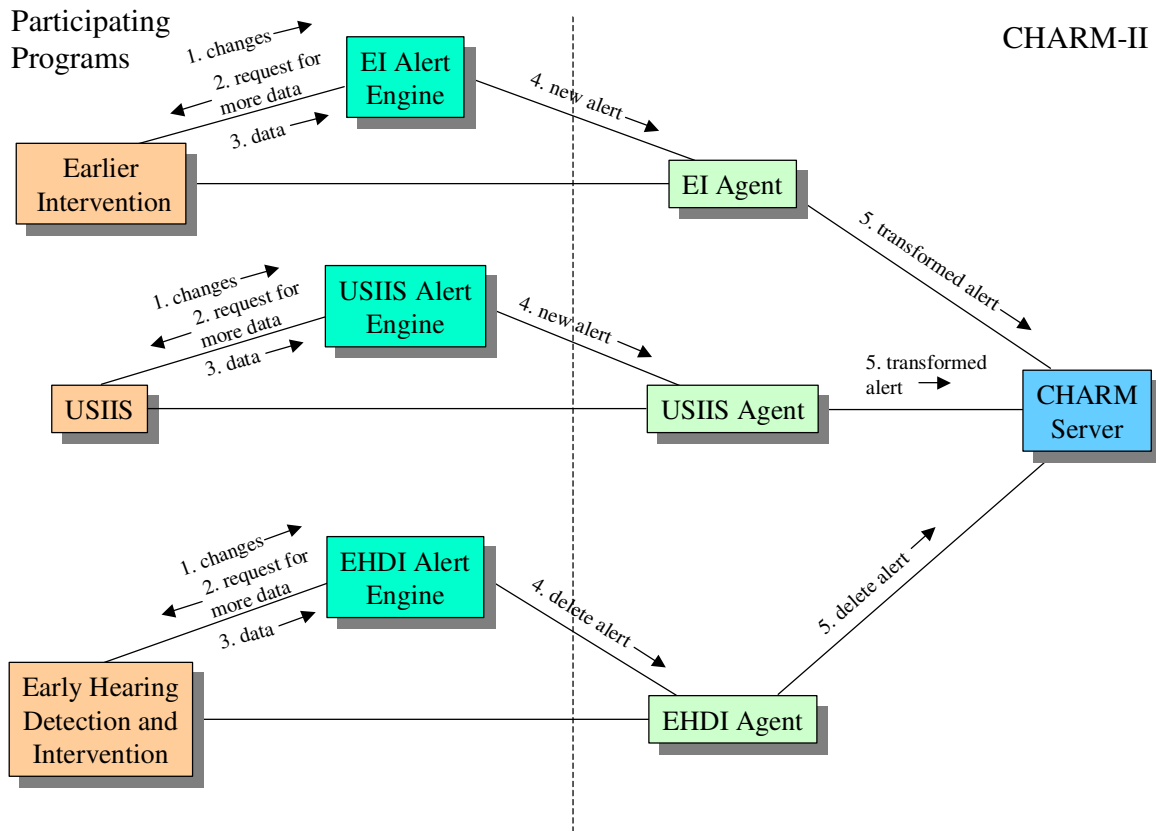 Participating
Programs
CHARM-II
1. changes
2. request for
more data
3. data
EI Alert
Engine
4. new alert
Earlier
Intervention
EI Agent
5. transformed alert
1. changes
2. request for
more data
3. data
USIIS Alert
Engine
4. new alert
USIIS
USIIS Agent
5. transformed
alert
CHARM
Server
1. changes
2. request for
more data
3. data
EHDI Alert
Engine
4. delete alert
5. delete alert
Early Hearing
Detection and
Intervention
EHDI Agent